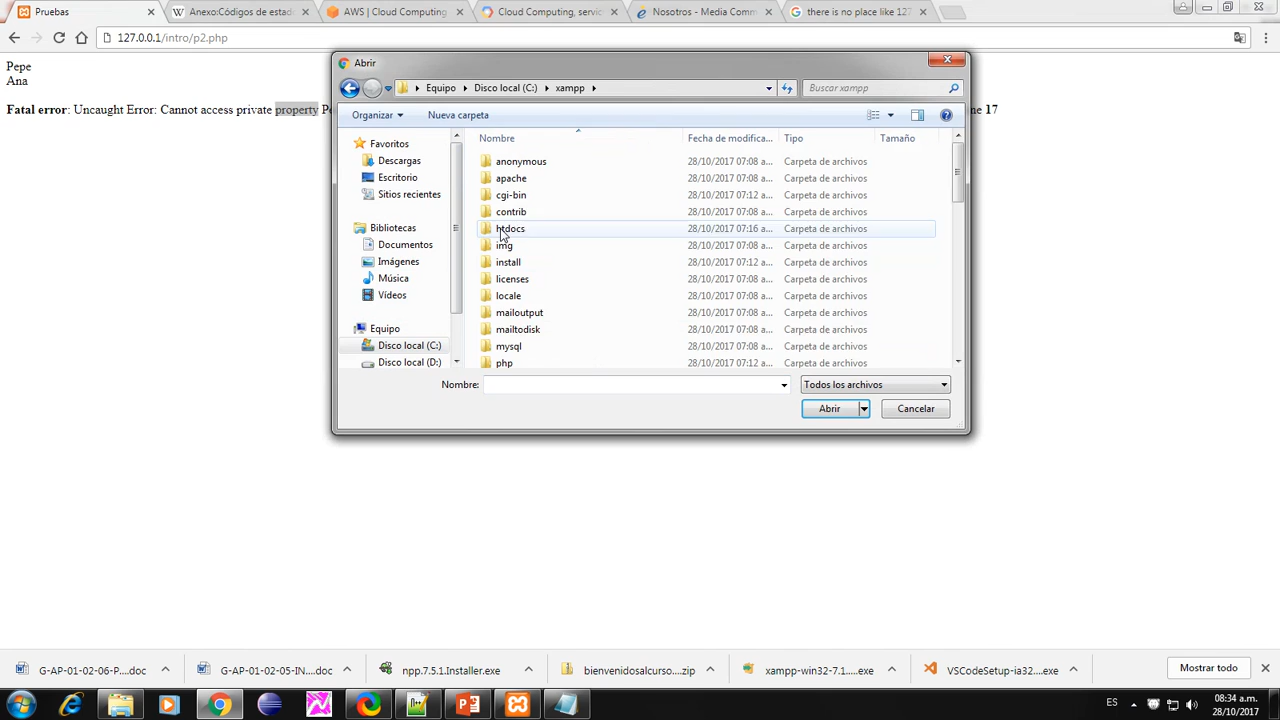 Pruebas
Anexo:Códigos de estad
AWS | Cloud Computing
Cloud Computing, servic
Nosotros - Media Comm
there is no place like 127
127.0.0.1/intro/p2.php
Pepe
Ana
Fatal error: Uncaught Error: Cannot access private property Pe
ne 17
Abrir
Equipo
Disco local (C:)
xampp
Buscar xampp
Organizar
Nueva carpeta
Nombre
Fecha de modifica...
Tipo
Tamaño
Favoritos
Descargas
Escritorio
Sitios recientes
Bibliotecas
Documentos
Imágenes
Música
Vídeos
Equipo
Disco local (C:)
Disco local (D:)
anonymous 28/10/2017 07:08 a... Carpeta de archivos
apache 28/10/2017 07:08 a... Carpeta de archivos
cgi-bin 28/10/2017 07:12 a... Carpeta de archivos
contrib 28/10/2017 07:08 a... Carpeta de archivos
htdocs 28/10/2017 07:16 a... Carpeta de archivos
img 28/10/2017 07:08 a... Carpeta de archivos
install 28/10/2017 07:12 a... Carpeta de archivos
licenses 28/10/2017 07:08 a... Carpeta de archivos
locale 28/10/2017 07:08 a... Carpeta de archivos
mailoutput 28/10/2017 07:08 a... Carpeta de archivos
mailtodisk 28/10/2017 07:08 a... Carpeta de archivos
mysql 28/10/2017 07:08 a... Carpeta de archivos
php 28/10/2017 07:12 a... Carpeta de archivos
Nombre:
Todos los archivos
Abrir
Cancelar
G-AP-01-02-06-P....doc
G-AP-01-02-05-IN....doc
npp.7.5.1.Installer.exe
bienvenidosalcurso....zip
xampp-win32-7.1.....exe
VSCodeSetup-ia32....exe
Mostrar todo
ES
08:34 a.m.
28/10/2017